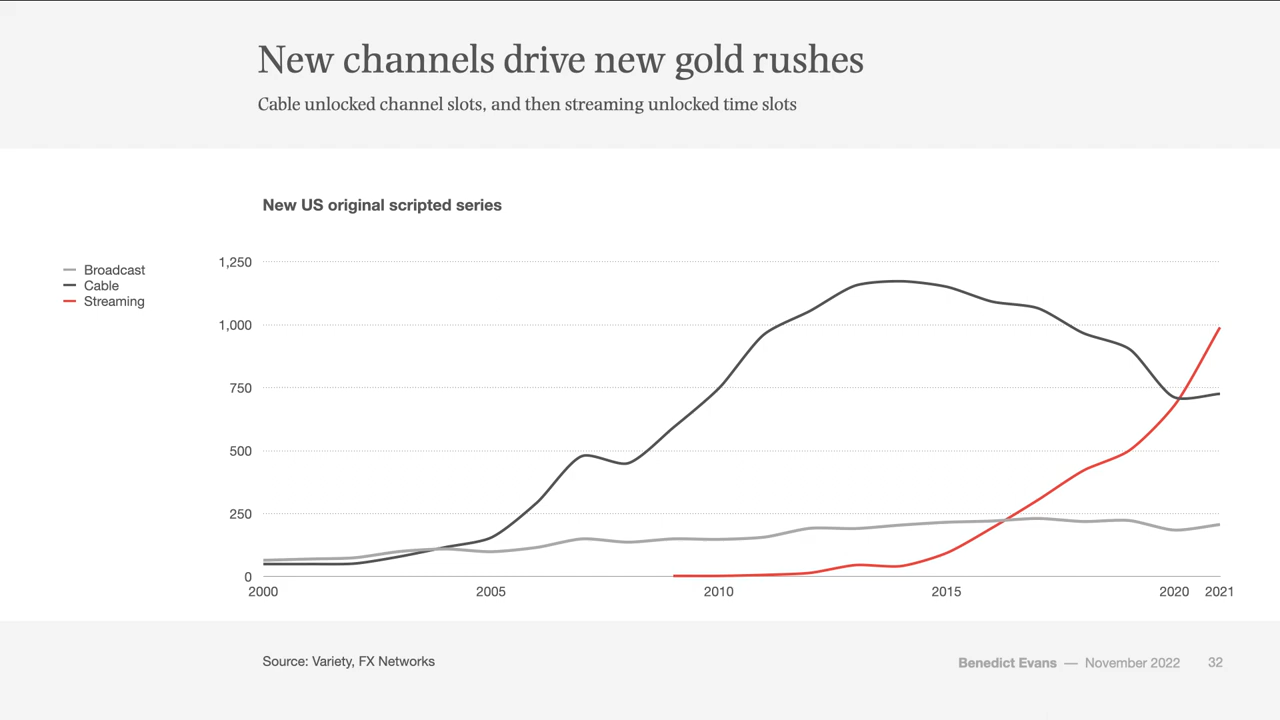 New channels drive new gold rushes
Cable unlocked channel slots, and then streaming unlocked time slots
New US original scripted series
Broadcast
Cable
Streaming
1,250
1,000
750
500
250
0
2000 2005 2010 2015 2020 2021
Source: Variety, FX Networks
Benedict Evans — November 2022 32